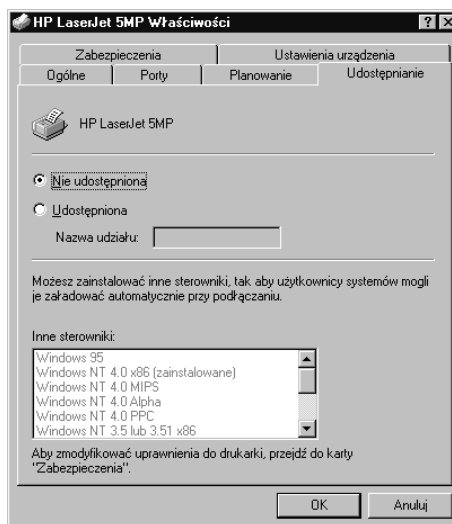 HP LaserJet 5MP Właściwości
Zabezpieczenia Ustawienia urządzenia
Ogólne Porty Planowanie Udostępnianie
HP LaserJet 5MP
Nie udostępniona
Udostępniona
Nazwa udziału:
Możesz zainstalować inne sterowniki, tak aby użytkownicy systemów mogli
je załadować automatycznie przy podłączaniu.
Inne sterowniki:
Windows 95
Windows NT 4.0 x86 (zainstalowane)
Windows NT 4.0 MIPS
Windows NT 4.0 Alpha
Windows NT 4.0 PPC
Windows NT 3.5 lub 3.51 x86
Aby zmodyfikować uprawnienia do drukarki, przejdź do karty
"Zabezpieczenia".
OK Anuluj